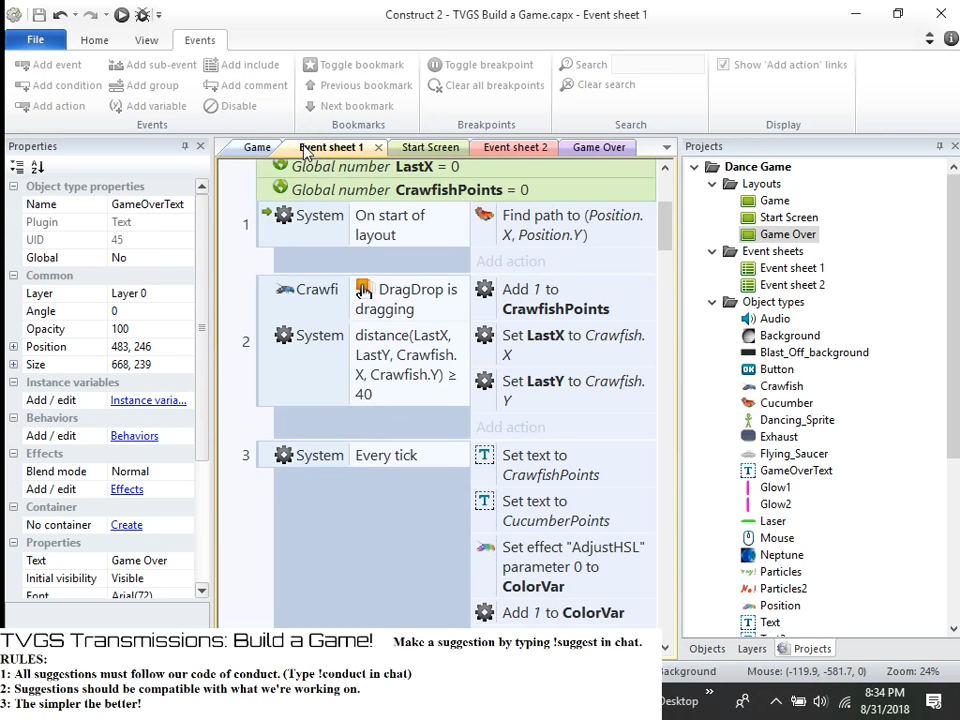 Construct 2 - TVGS Build a Game.capx - Event sheet 1
File Home View Events
Add event Add sub-event Add include Toggle bookmark Toggle breakpoint Search Show 'Add action' links
Add condition Add group Add comment Previous bookmark Clear all breakpoints Clear search
Add action Add variable Disable Next bookmark
Events Bookmarks Breakpoints Search Display
Properties
Object type properties
Name GameOverText
Plugin Text
UID 45
Global No
Common
Layer Layer 0
Angle 0
Opacity 100
Position 483, 246
Size 668, 239
Instance variables
Add / edit Instance varia...
Behaviors
Add / edit Behaviors
Effects
Blend mode Normal
Add / edit Effects
Container
No container Create
Properties
Text Game Over
Initial visibility Visible
Font Arial(72)
Game Event sheet 1 Start Screen Event sheet 2 Game Over
Global number LastX = 0
Global number CrawfishPoints = 0
1 System On start of layout
Find path to (Position.
X, Position.Y)
Add action
2 Crawfi DragDrop is
dragging
System distance(LastX,
LastY, Crawfish.
X, Crawfish.Y) ≥
40
Add 1 to
CrawfishPoints
Set LastX to Crawfish.
X
Set LastY to Crawfish.
Y
Add action
3 System Every tick
Set text to
CrawfishPoints
Set text to
CucumberPoints
Set effect "AdjustHSL"
parameter 0 to
ColorVar
Add 1 to ColorVar
Projects
Dance Game
Layouts
Game
Start Screen
Game Over
Event sheets
Event sheet 1
Event sheet 2
Object types
Audio
Background
Blast_Off_background
Button
Crawfish
Cucumber
Dancing_Sprite
Exhaust
Flying_Saucer
GameOverText
Glow1
Glow2
Laser
Mouse
Neptune
Particles
Particles2
Position
Text
Objects Layers Projects
Mouse: (-119.9, -581.7, 0) Zoom: 24%
TVGS Transmissions: Build a Game! Make a suggestion by typing !suggest in chat.
RULES:
1: All suggestions must follow our code of conduct. (Type !conduct in chat)
2: Suggestions should be compatible with what we're working on.
3: The simpler the better!
8:34 PM
8/31/2018